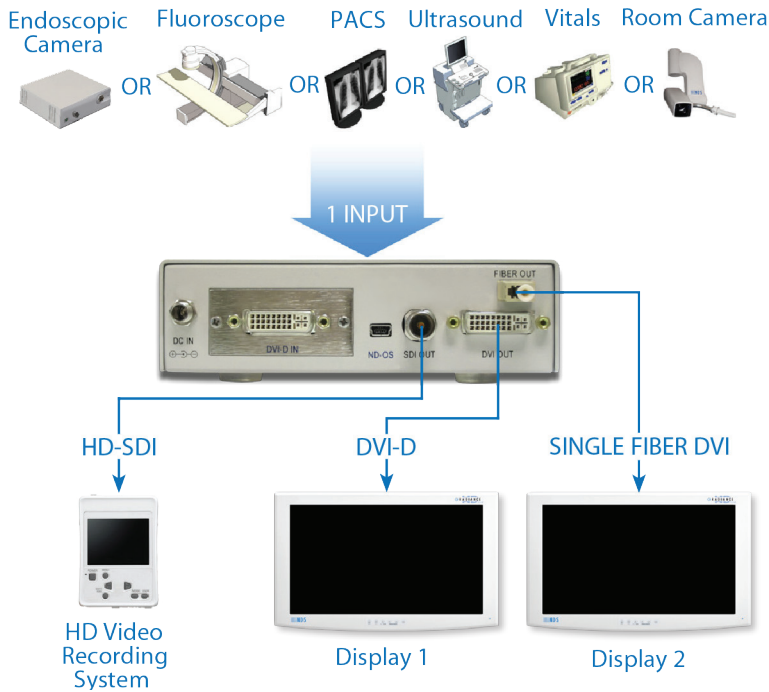 Endoscopic
Camera
Fluoroscope
PACS
Ultrasound
Vitals
Room Camera
OR
OR
OR
OR
OR
1 INPUT
FIBER OUT
DC IN
DVI-D IN
ND-OS
SDI OUT
DVI OUT
HD-SDI
DVI-D
SINGLE FIBER DVI
NDS
NDS
HD Video
Recording
System
Display 1
Display 2